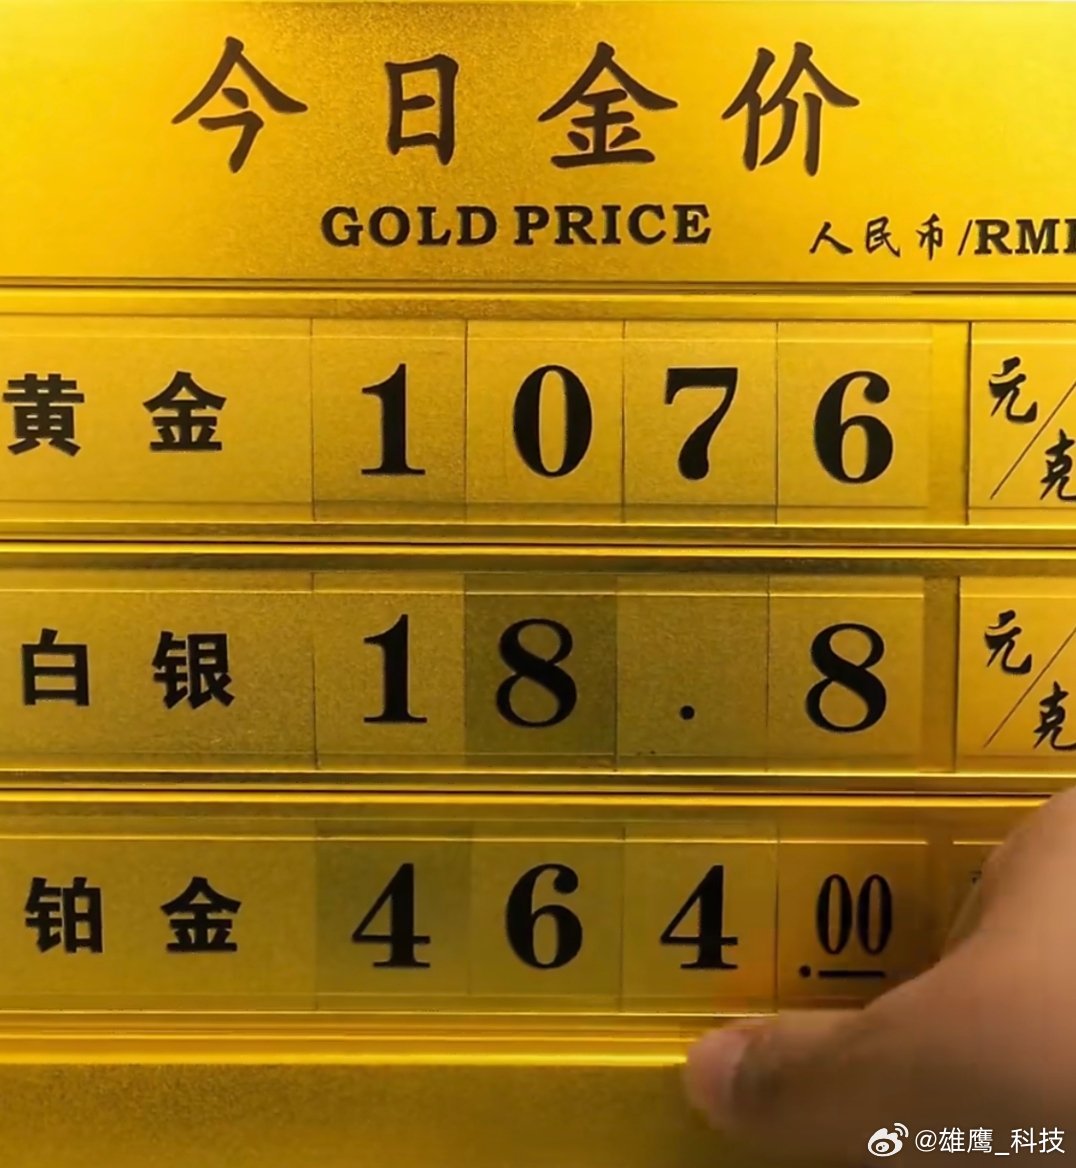 今日金价
GOLD PRICE
人民币/RM
黄金 1076 元/克
白银 18.8 元/克
铂金 464.00
@雄鹰_科技